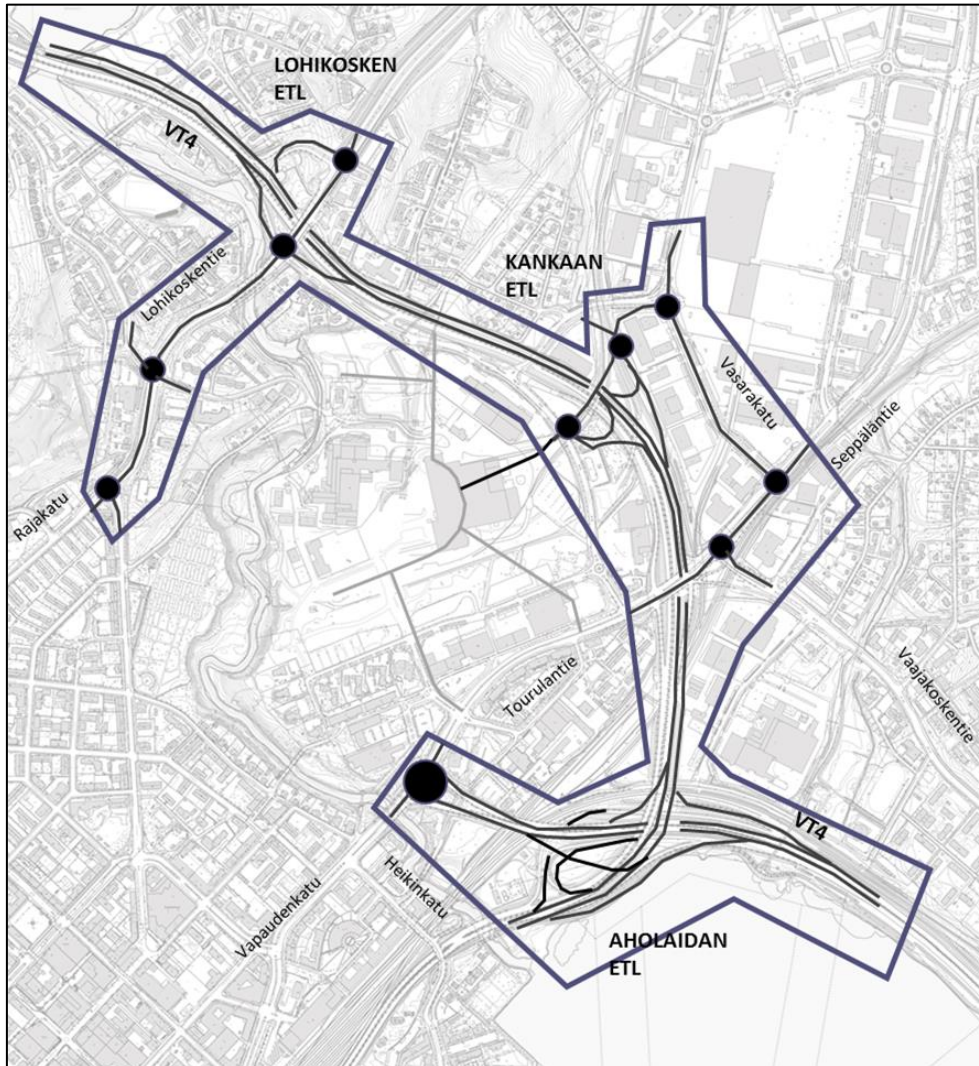 LOHIKOSKEN
ETL
VT4
Lohikoskentie
KANKAAN
ETL
Vasarakatu
Seppäläntie
Rajakatu
Tourulantie
Vaajakoskentie
VT4
Heikinkatu
Vapaudenkatu
AHOLAIDAN
ETL